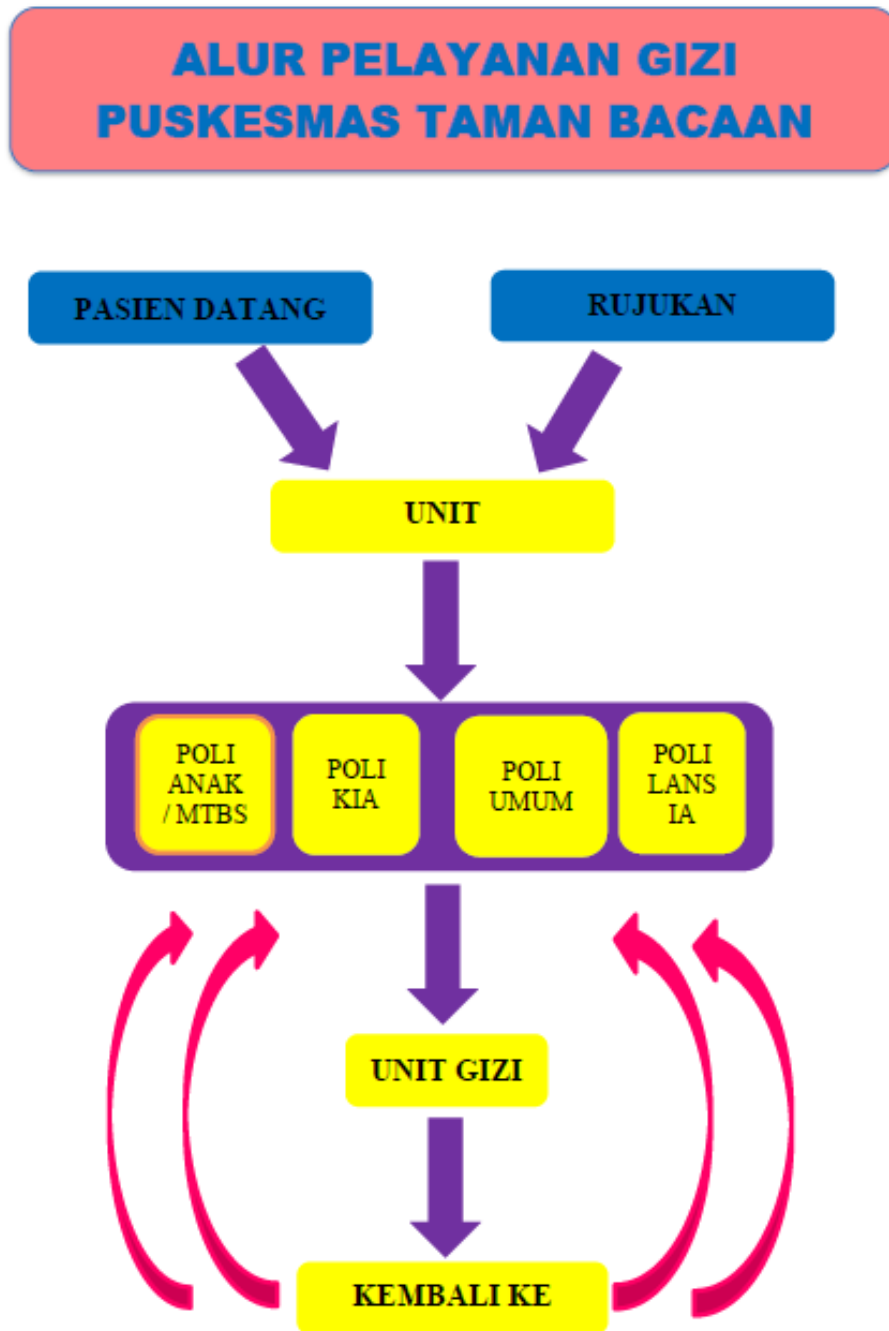 ALUR PELAYANAN GIZI
PUSKESMAS TAMAN BACAAN
PASIEN DATANG
RUJUKAN
UNIT
POLI
ANAK
/ MTBS
POLI
KIA
POLI
UMUM
POLI
LANS
IA
UNIT GIZI
KEMBALI KE